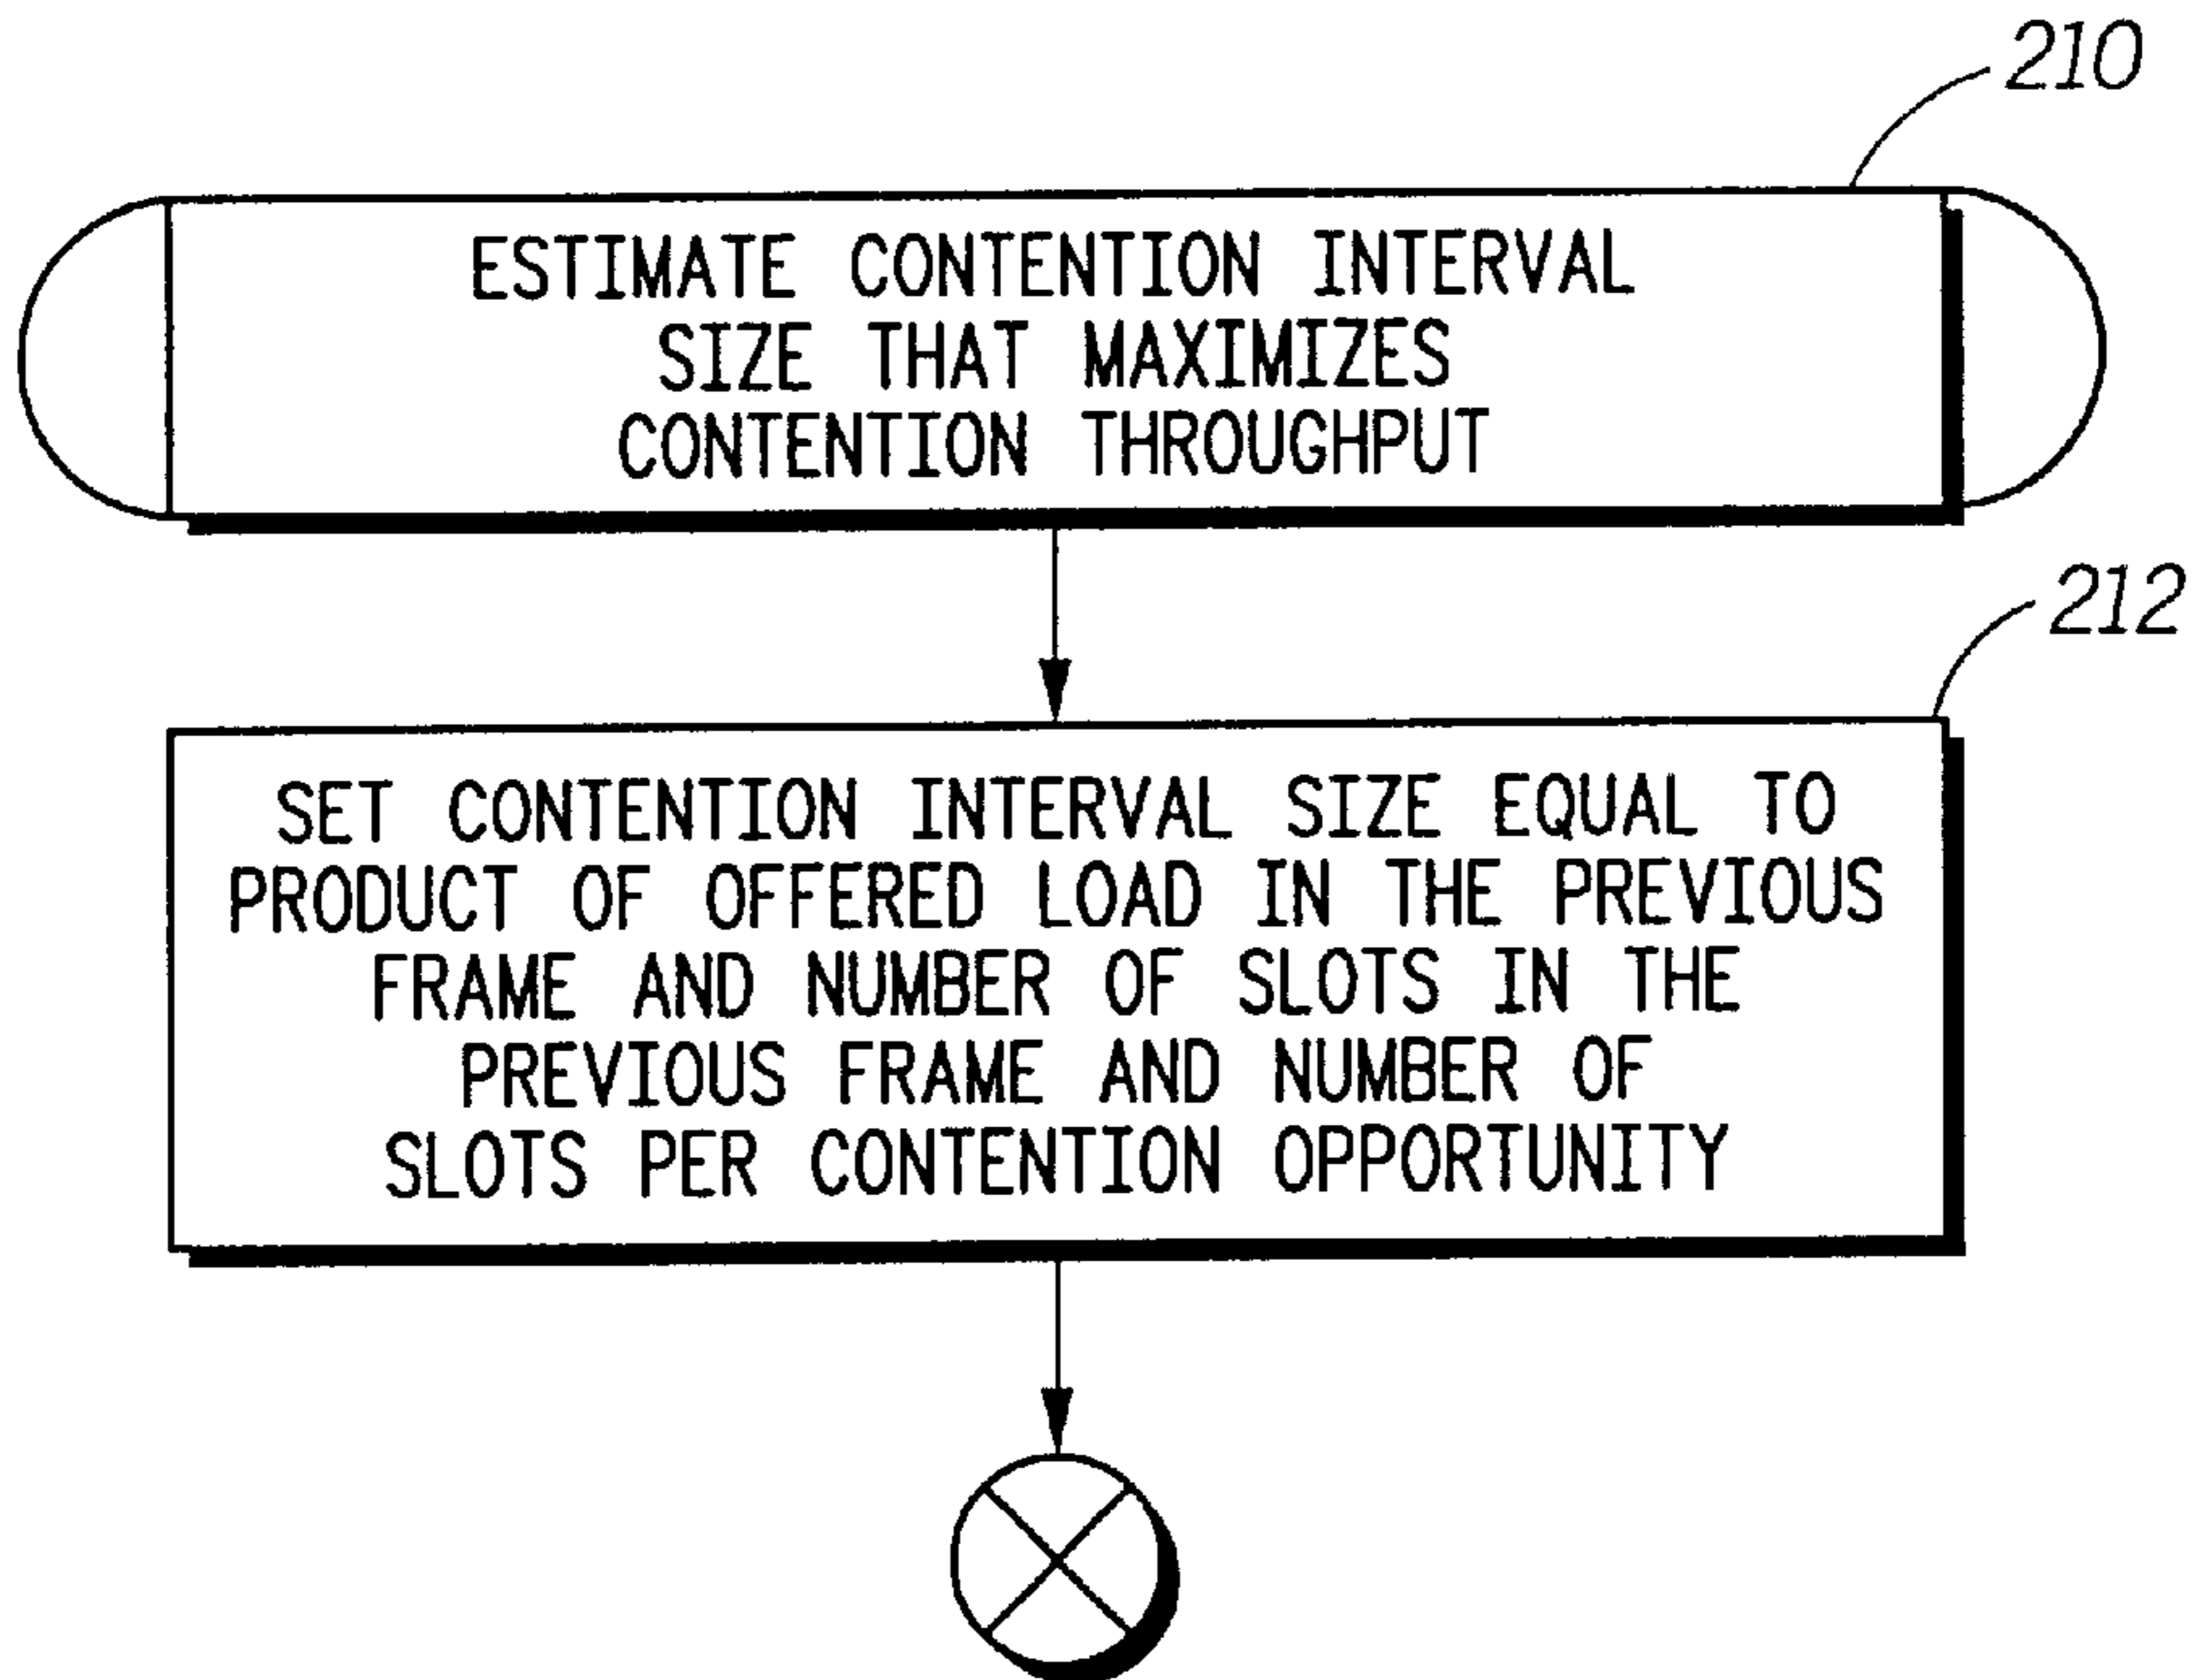 210
ESTIMATE CONTENTION INTERVAL
SIZE THAT MAXIMIZES
CONTENTION THROUGHPUT
212
SET CONTENTION INTERVAL SIZE EQUAL TO
PRODUCT OF OFFERED LOAD IN THE PREVIOUS
FRAME AND NUMBER OF SLOTS IN THE
PREVIOUS FRAME AND NUMBER OF
SLOTS PER CONTENTION OPPORTUNITY